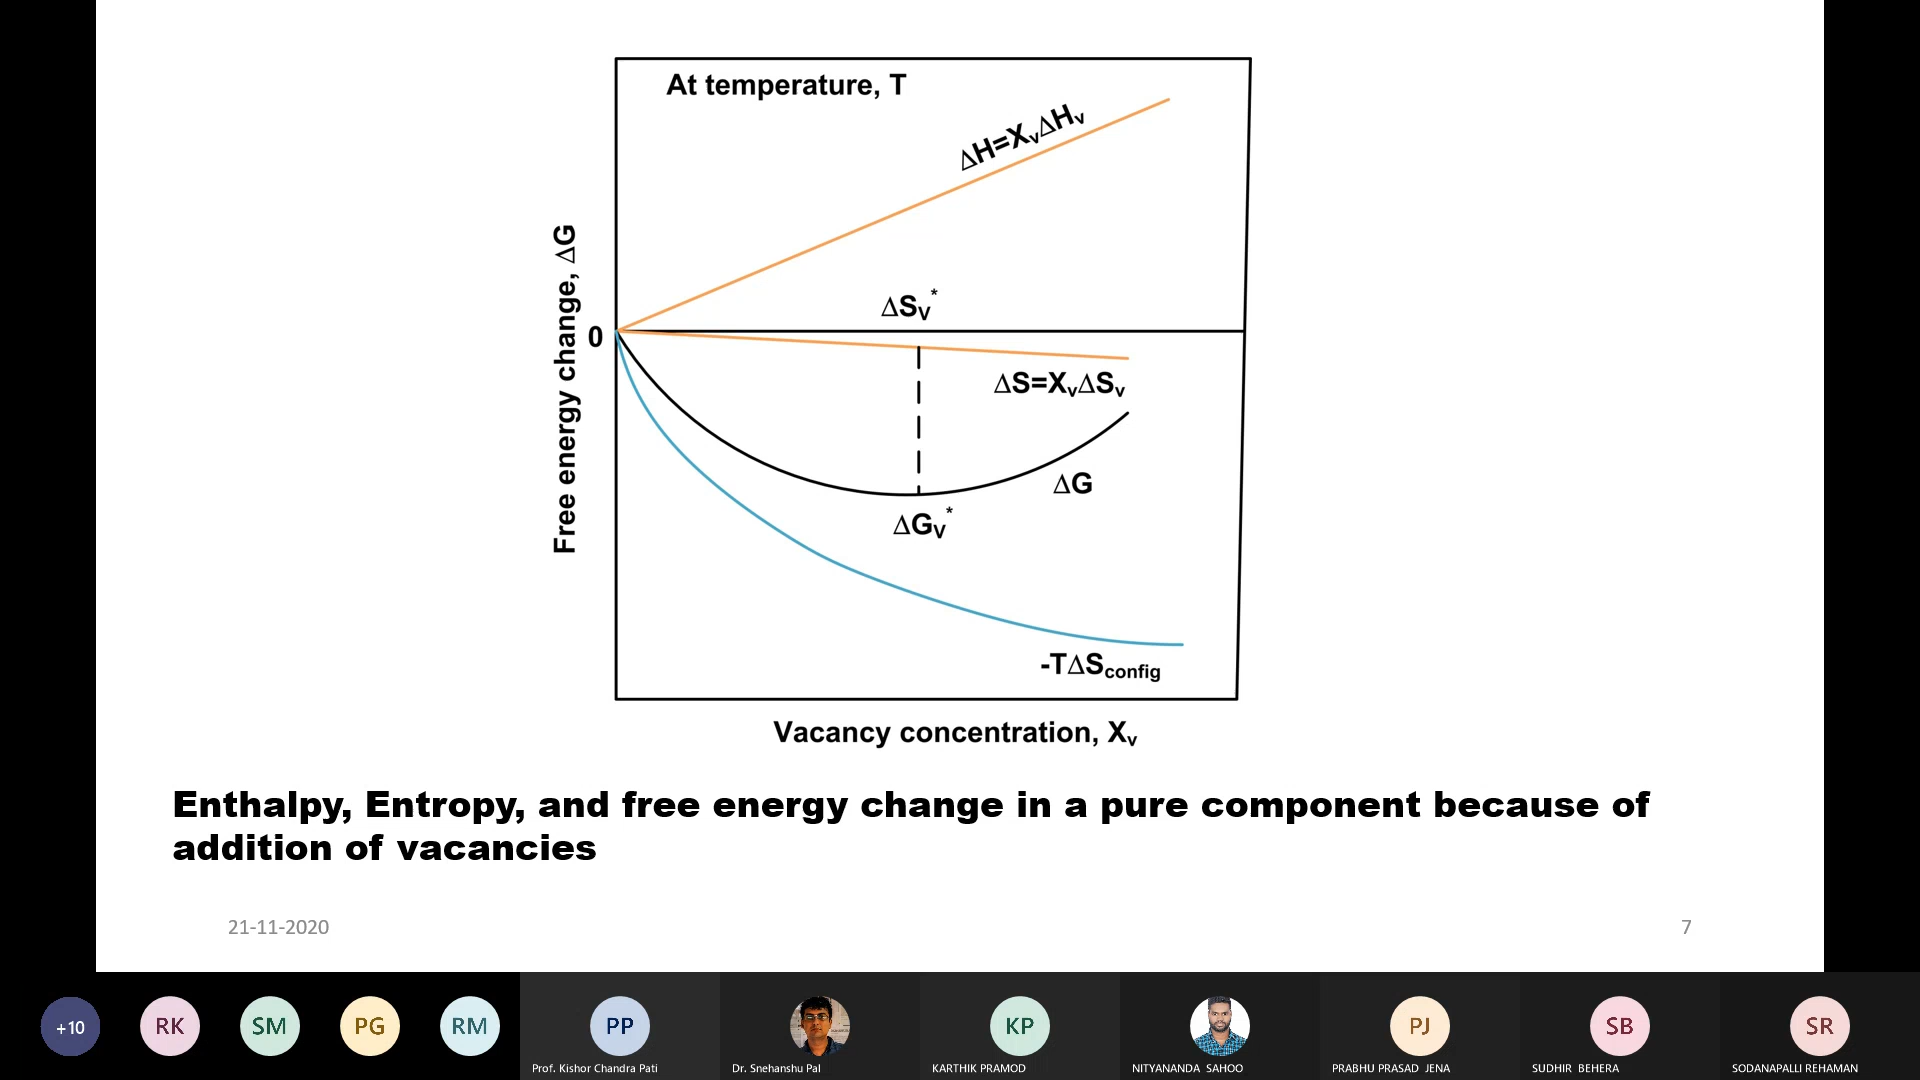 At temperature, T
ΔH=XvΔHv
Free energy change, ΔG
0
ΔSV*
ΔS=XvΔSv
ΔG
ΔGV*
-TΔSconfig
Vacancy concentration, Xv
Enthalpy, Entropy, and free energy change in a pure component because of
addition of vacancies
21-11-2020
7
+10
RK
SM
PG
RM
PP
KP
PJ
SB
SR
Prof. Kishor Chandra Pati
Dr. Snehanshu Pal
KARTHIK PRAMOD
NITYANANDA SAHOO
PRABHU PRASAD JENA
SUDHIR BEHERA
SODANAPALLI REHAMAN